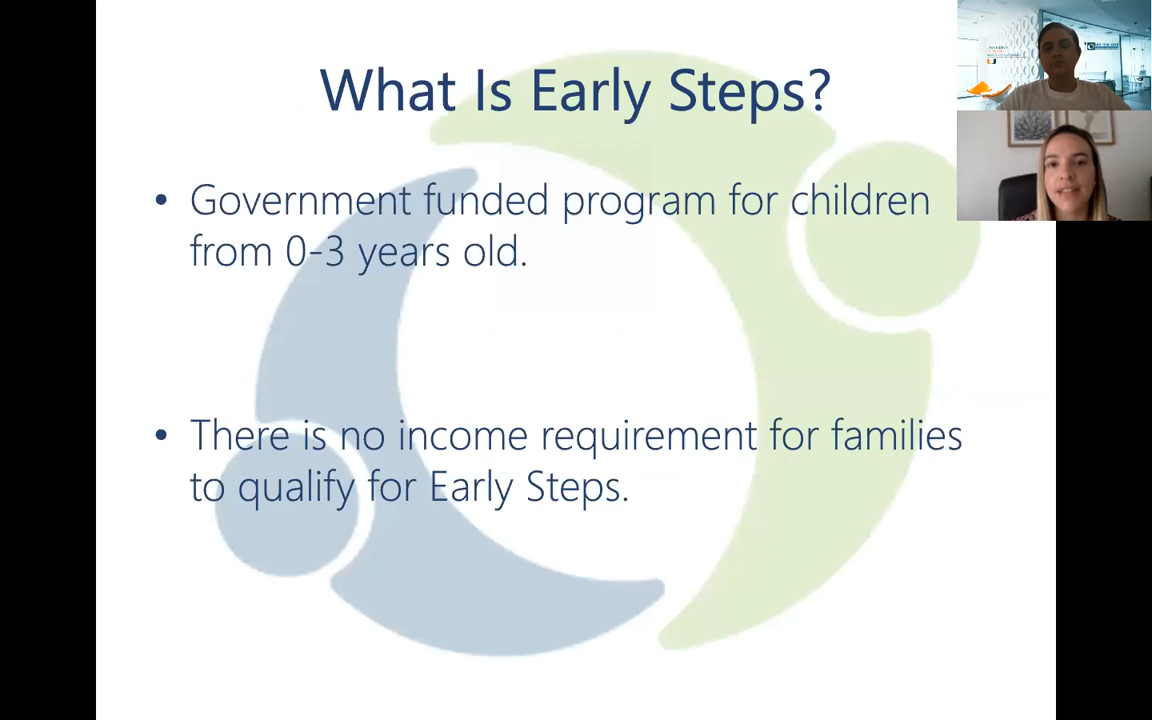 What Is Early Steps?
• Government funded program for children
from 0-3 years old.
• There is no income requirement for families
to qualify for Early Steps.